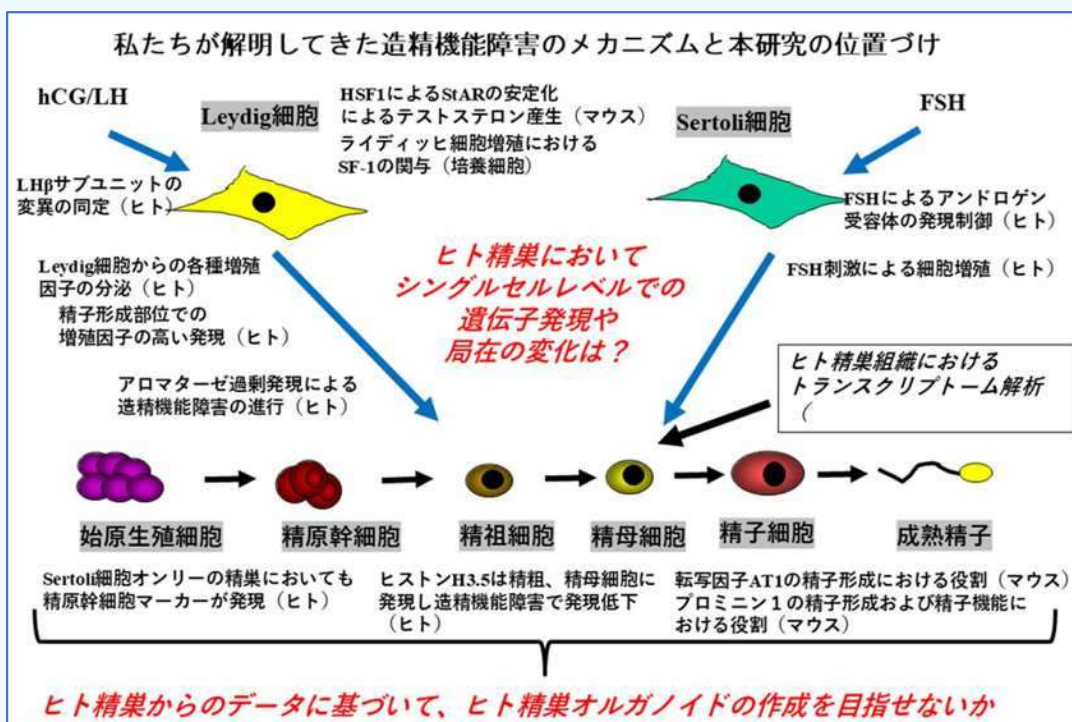 私たちが解明してきた造精機能障害のメカニズムと本研究の位置づけ
hCG/LH
Leydig細胞
HSF1によるStARの安定化
によるテストステロン産生(マウス)
ライディッヒ細胞増殖における
SF-1の関与(培養細胞)
Sertoli細胞
FSH
LHβサブユニットの
変異の同定(ヒト)
FSHによるアンドロゲン
受容体の発現制御(ヒト)
Leydig細胞からの各種増殖
因子の分泌(ヒト)
精子形成部位での
増殖因子の高い発現(ヒト)
FSH刺激による細胞増殖(ヒト)
ヒト精巣において
シングルセルレベルでの
遺伝子発現や
局在の変化は?
アロマターゼ過剰発現による
造精機能障害の進行(ヒト)
ヒト精巣組織における
トランスクリプトーム解析
(
始原生殖細胞
精原幹細胞
精祖細胞
精母細胞
精子細胞
成熟精子
Sertoli細胞オンリーの精巣においても
精原幹細胞マーカーが発現(ヒト)
ヒストンH3.5は精粗、精母細胞に
発現し造精機能障害で発現低下
(ヒト)
転写因子AT1の精子形成における役割(マウス)
プロミニン1の精子形成および精子機能に
おける役割(マウス)
ヒト精巣からのデータに基づいて、ヒト精巣オルガノイドの作成を目指せないか